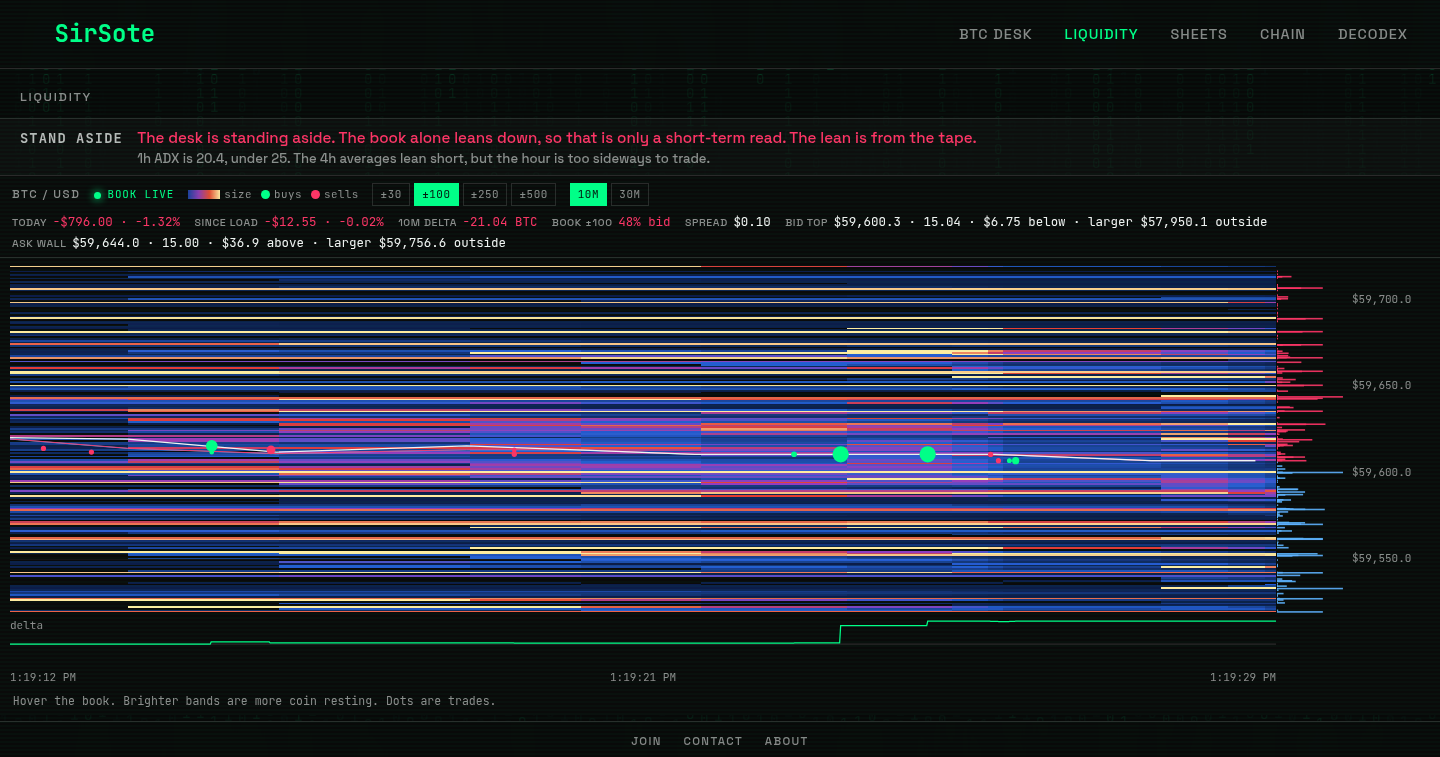 SirSote
BTC DESK LIQUIDITY SHEETS CHAIN DECODEX
LIQUIDITY
STAND ASIDE The desk is standing aside. The book alone leans down, so that is only a short-term read. The lean is from the tape.
1h ADX is 20.4, under 25. The 4h averages lean short, but the hour is too sideways to trade.
BTC / USD BOOK LIVE size buys sells ±30 ±100 ±250 ±500 10M 30M
TODAY -$796.00 · -1.32% SINCE LOAD -$12.55 · -0.02% 10M DELTA -21.04 BTC BOOK ±100 48% bid SPREAD $0.10 BID TOP $59,600.3 · 15.04 · $6.75 below · larger $57,950.1 outside
ASK WALL $59,644.0 · 15.00 · $36.9 above · larger $59,756.6 outside
$59,700.0
$59,650.0
$59,600.0
$59,550.0
delta
1:19:12 PM 1:19:21 PM 1:19:29 PM
Hover the book. Brighter bands are more coin resting. Dots are trades.
JOIN CONTACT ABOUT